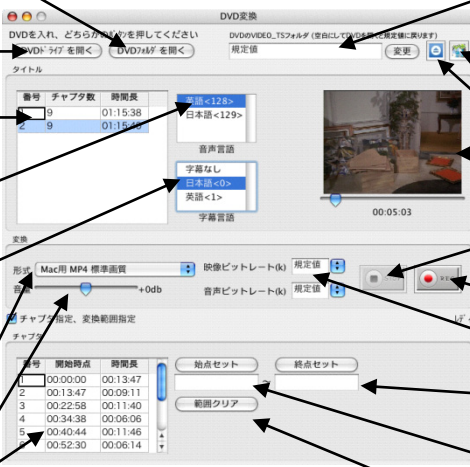 DVD変換
DVDを入れ、どちらかのボタンを押してください
DVDのVIDEO_TSフォルダ (空白にしてDVDを開くと規定値に戻ります)
DVDドライブを開く
DVDフォルダを開く
規定値
変更
タイトル
番号 チャプタ数 時間長
9 01:15:38
2 9 01:15:48
英語<128>
日本語<129>
音声言語
字幕なし
日本語<0>
英語<1>
字幕言語
00:05:03
変換
形式 Mac用 MP4 標準画質
映像ビットレート(k) 規定値
音量 +0db
音声ビットレート(k) 規定値
チャプタ指定、変換範囲指定
チャプタ
番号 開始時点 時間長
1 00:00:00 00:13:47
2 00:13:47 00:09:11
3 00:22:58 00:11:40
4 00:34:38 00:06:06
5 00:40:44 00:11:46
6 00:52:30 00:06:14
始点セット
終点セット
~
範囲クリア